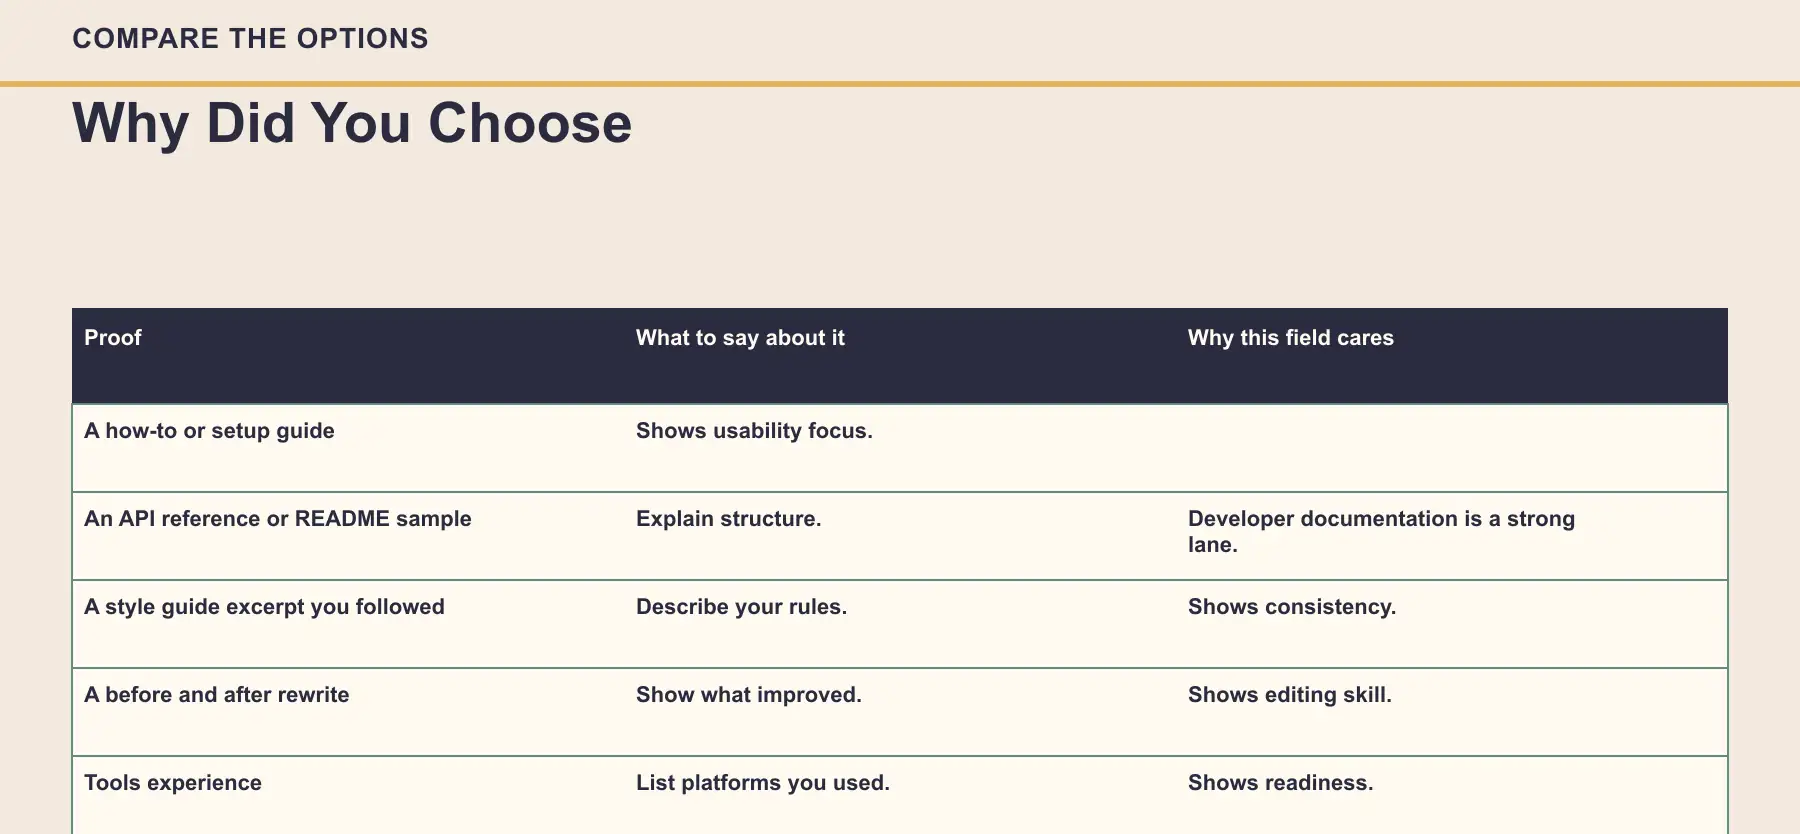 COMPARE THE OPTIONS
Why Did You Choose
Proof What to say about it Why this field cares
A how-to or setup guide Shows usability focus.
An API reference or README sample Explain structure. Developer documentation is a strong
lane.
A style guide excerpt you followed Describe your rules. Shows consistency.
A before and after rewrite Show what improved. Shows editing skill.
Tools experience List platforms you used. Shows readiness.